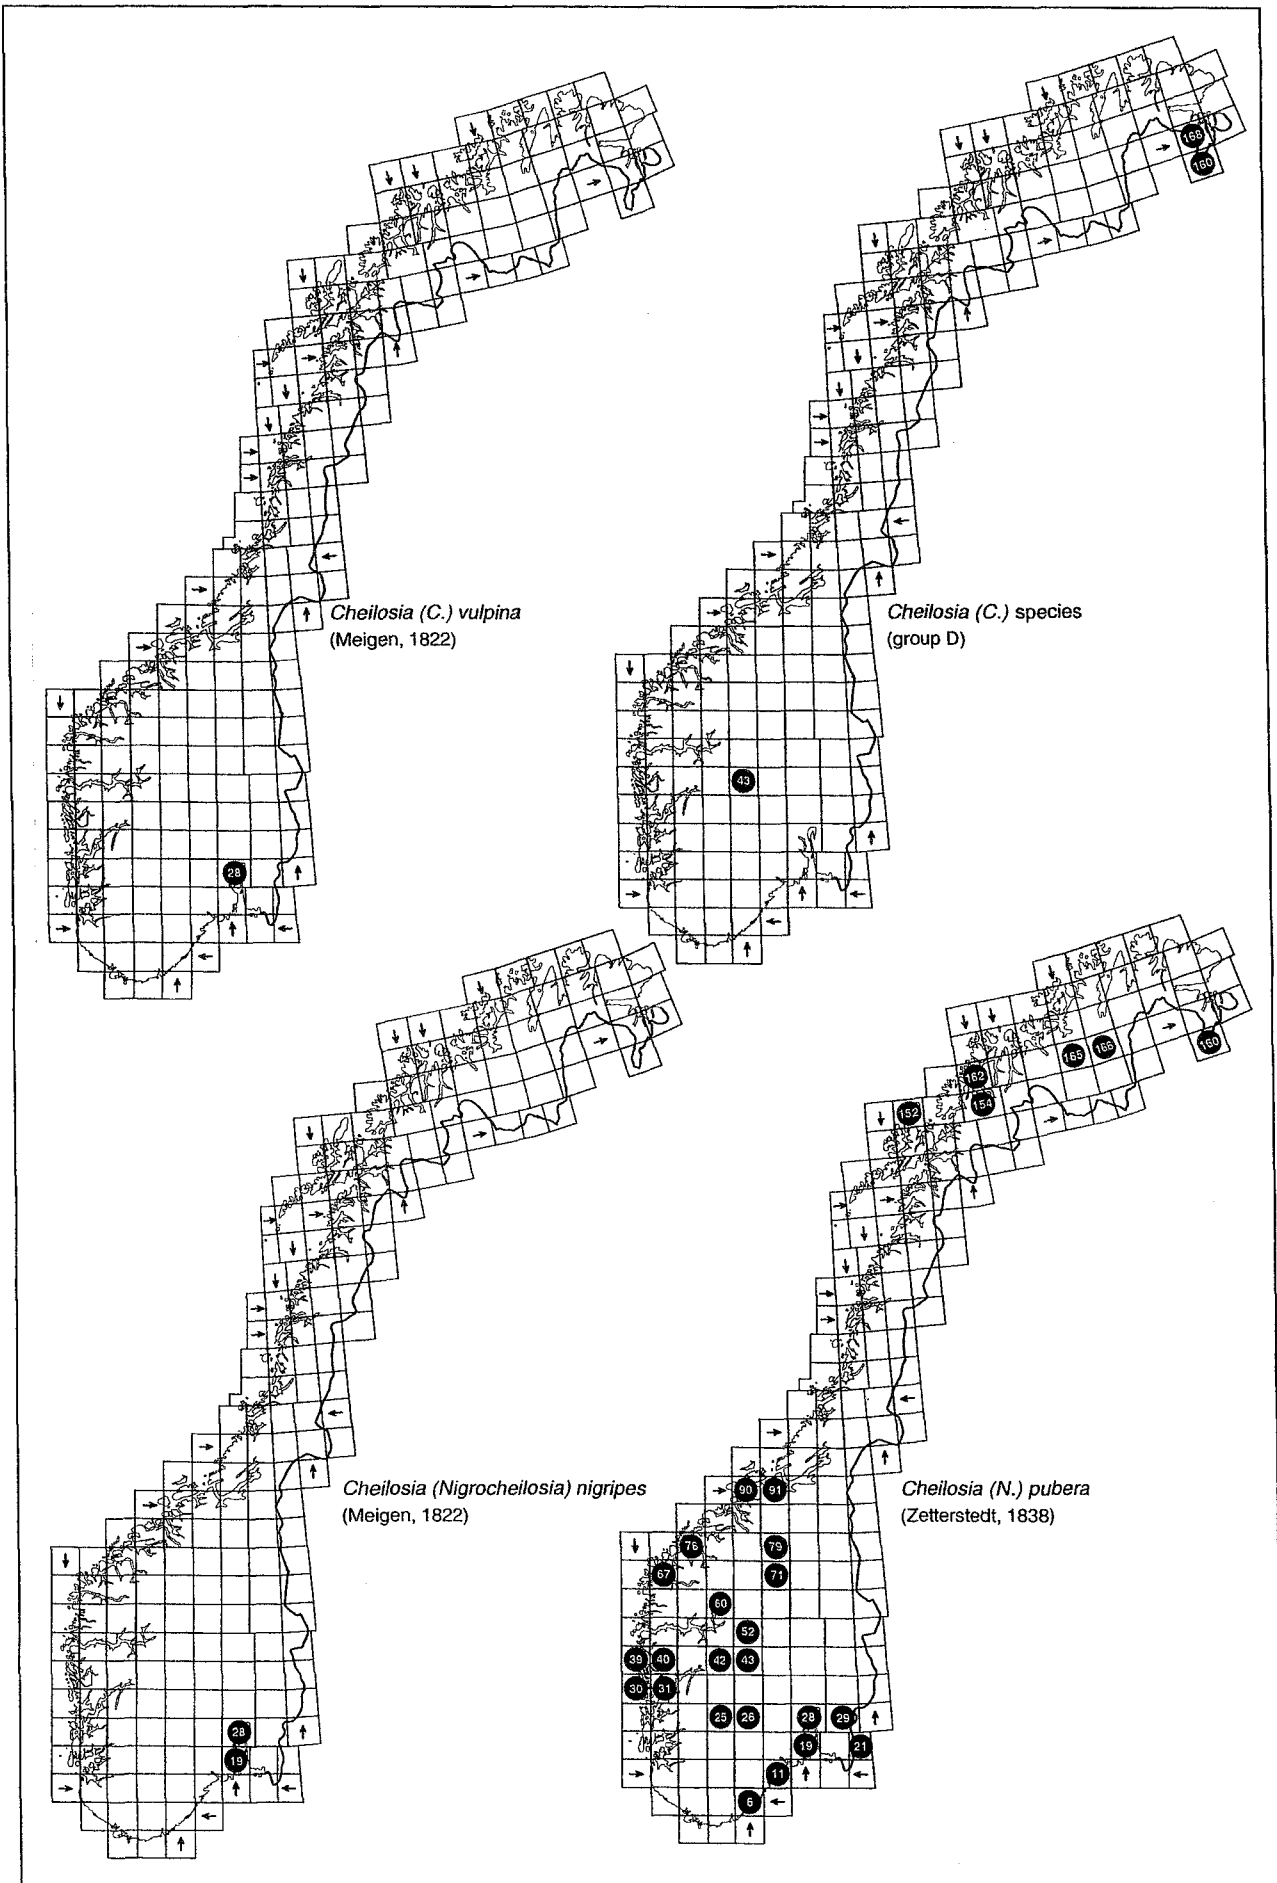 Cheilosia (C.) vulpina
(Meigen, 1822)
28
Cheilosia (C.) species
(group D)
168
160
43
Cheilosia (Nigrocheilosia) nigripes
(Meigen, 1822)
28
19
Cheilosia (N.) pubera
(Zetterstedt, 1838)
165 166 160
162
152 154
90 91
76 79
67 71
60
52
39 40 42 43
30 31
25 26 28 29
19 21
11
6